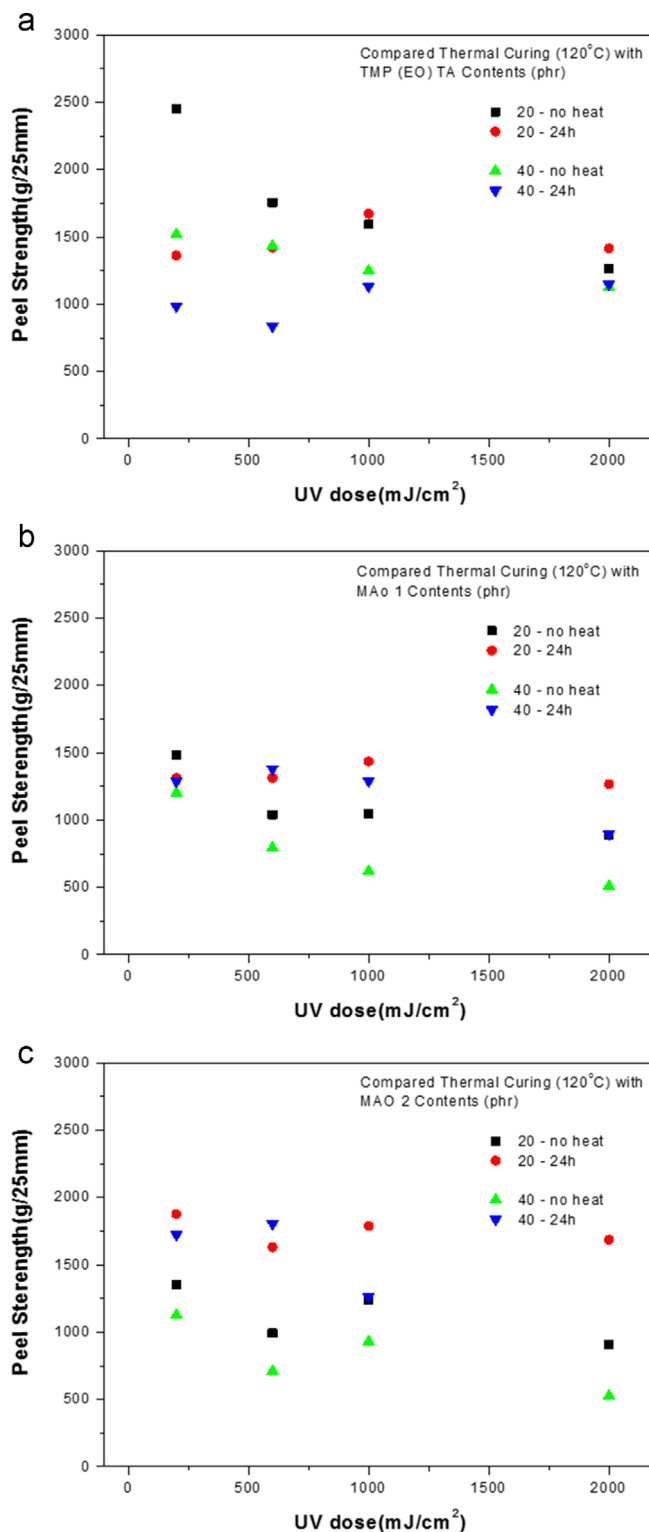 a
3000
Compared Thermal Curing (120°C) with
TMP (EO) TA Contents (phr)
2500
20 - no heat
20 - 24h
2000
40 - no heat
40 - 24h
1500
1000
500
0
Peel Strength(g/25mm)
0 500 1000 1500 2000
UV dose(mJ/cm²)
b
3000
Compared Thermal Curing (120°C) with
MAo 1 Contents (phr)
2500
20 - no heat
20 - 24h
2000
40 - no heat
40 - 24h
1500
1000
500
0
Peel Sterength(g/25mm)
0 500 1000 1500 2000
UV dose(mJ/cm²)
c
3000
Compared Thermal Curing (120°C) with
MAO 2 Contents (phr)
2500
20 - no heat
20 - 24h
2000
40 - no heat
40 - 24h
1500
1000
500
0
Peel Sterength(g/25mm)
0 500 1000 1500 2000
UV dose(mJ/cm²)